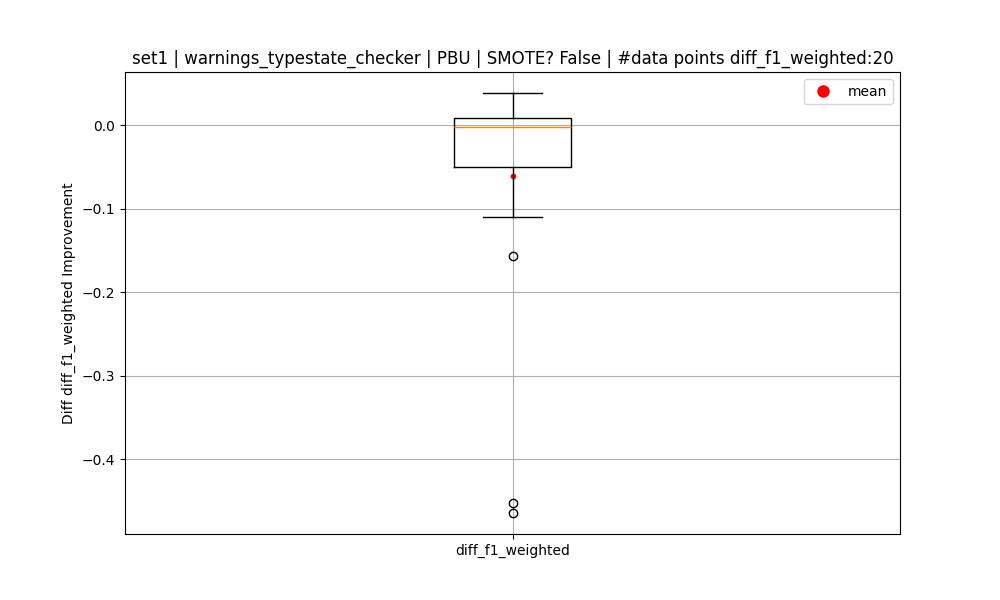 set1 | warnings_typestate_checker | PBU | SMOTE? False | #data points diff_f1_weighted:20
mean
0.0
−0.1
−0.2
−0.3
−0.4
Diff diff_f1_weighted Improvement
diff_f1_weighted